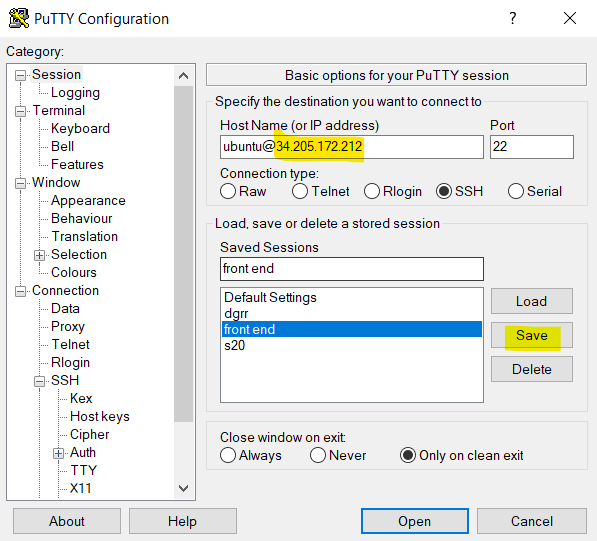 PuTTY Configuration
? ×
Category:
Session
Logging
Terminal
Keyboard
Bell
Features
Window
Appearance
Behaviour
Translation
Selection
Colours
Connection
Data
Proxy
Telnet
Rlogin
SSH
Kex
Host keys
Cipher
Auth
TTY
X11
Basic options for your PuTTY session
Specify the destination you want to connect to
Host Name (or IP address) Port
ubuntu@34.205.172.212 22
Connection type:
Raw Telnet Rlogin SSH Serial
Load, save or delete a stored session
Saved Sessions
front end
Default Settings
dgrr
front end
s20
Load
Save
Delete
Close window on exit:
Always Never Only on clean exit
About Help Open Cancel